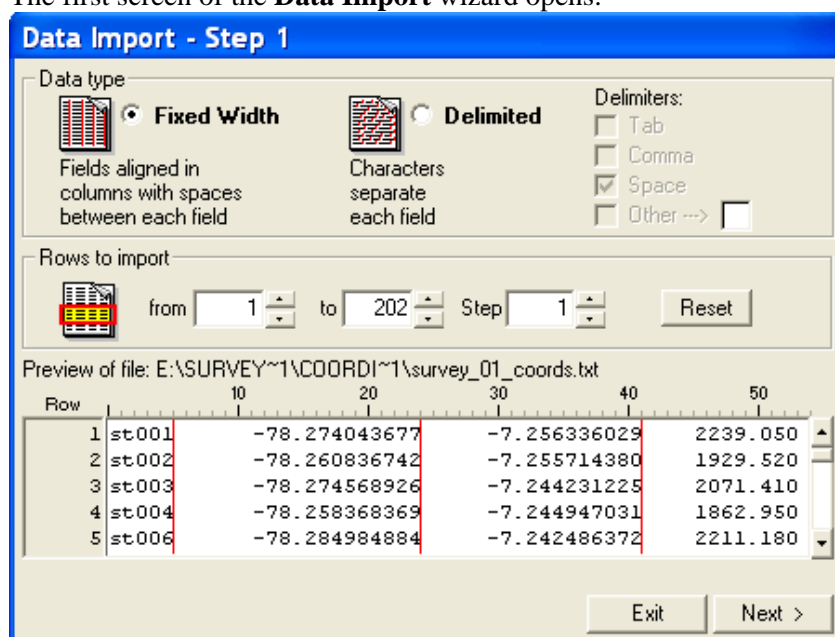 The first screen of the Data Import wizard opens:
Data Import - Step 1
Data type
Fixed Width
Fields aligned in
columns with spaces
between each field
Delimited
Characters
separate
each field
Delimiters:
Tab
Comma
Space
Other --->
Rows to import
from 1 to 202 Step 1 Reset
Preview of file: E:\SURVEY~1\COORDI~1\survey_01_coords.txt
Row 10 20 30 40 50
1 st001 -78.274043677 -7.256336029 2239.050
2 st002 -78.260836742 -7.255714380 1929.520
3 st003 -78.274568926 -7.244231225 2071.410
4 st004 -78.258368369 -7.244947031 1862.950
5 st006 -78.284984884 -7.242486372 2211.180
Exit Next >